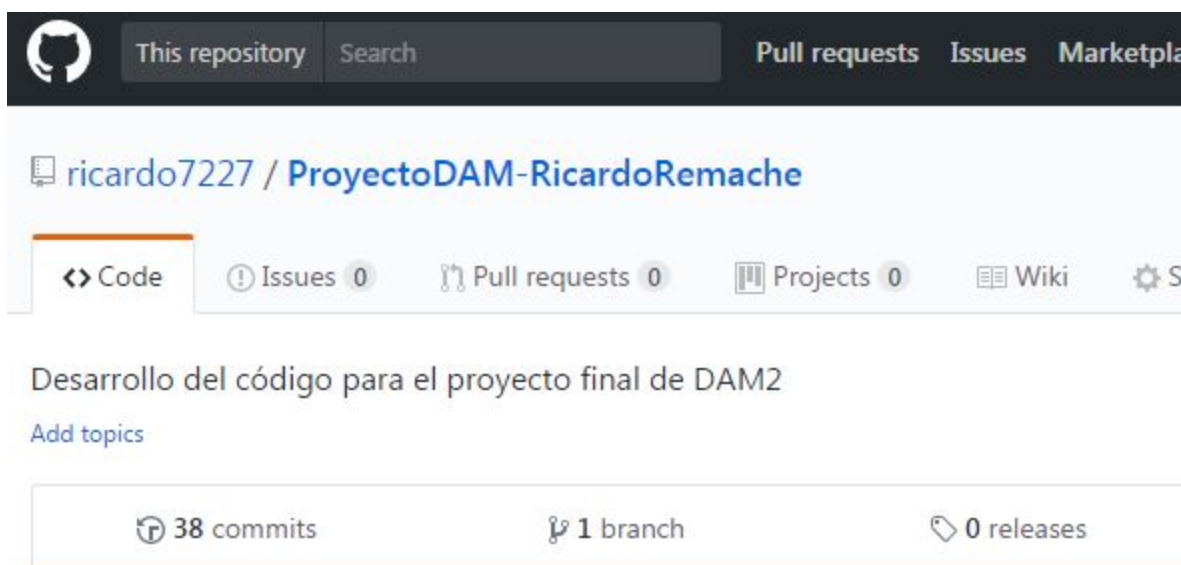 This repository Search Pull requests Issues Marketpla
ricardo7227 / ProyectoDAM-RicardoRemache
Code Issues 0 Pull requests 0 Projects 0 Wiki S
Desarrollo del código para el proyecto final de DAM2
Add topics
38 commits 1 branch 0 releases